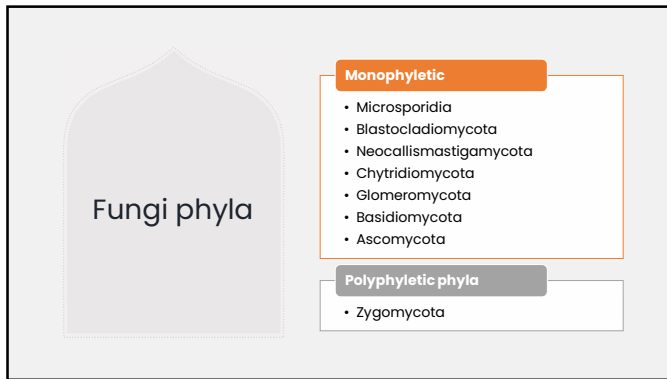 Fungi phyla
Monophyletic
• Microsporidia
• Blastocladiomycota
• Neocallismastigamycota
• Chytridiomycota
• Glomeromycota
• Basidiomycota
• Ascomycota
Polyphyletic phyla
• Zygomycota